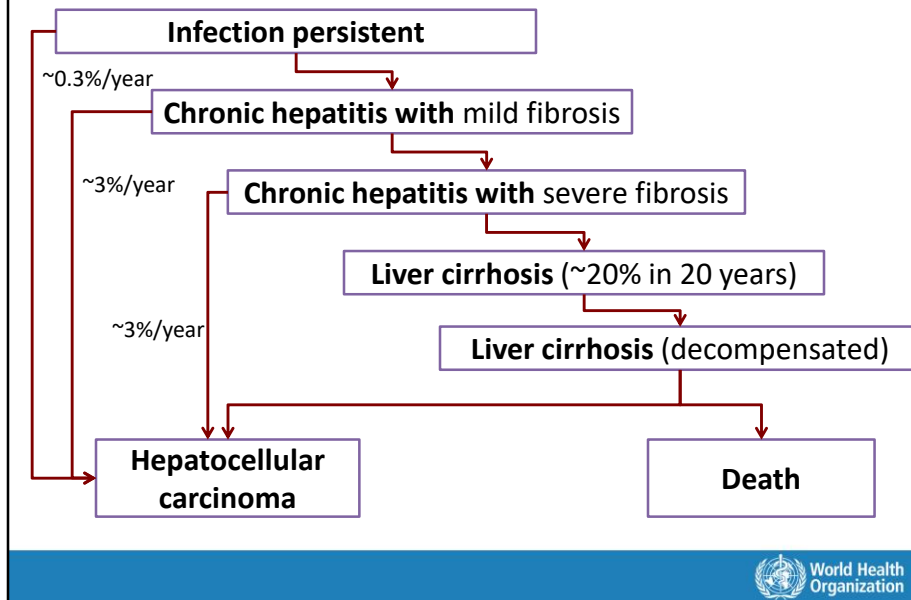 Infection persistent
~0.3%/year
Chronic hepatitis with mild fibrosis
~3%/year
Chronic hepatitis with severe fibrosis
Liver cirrhosis (~20% in 20 years)
~3%/year
Liver cirrhosis (decompensated)
Hepatocellular
carcinoma
Death
World Health
Organization